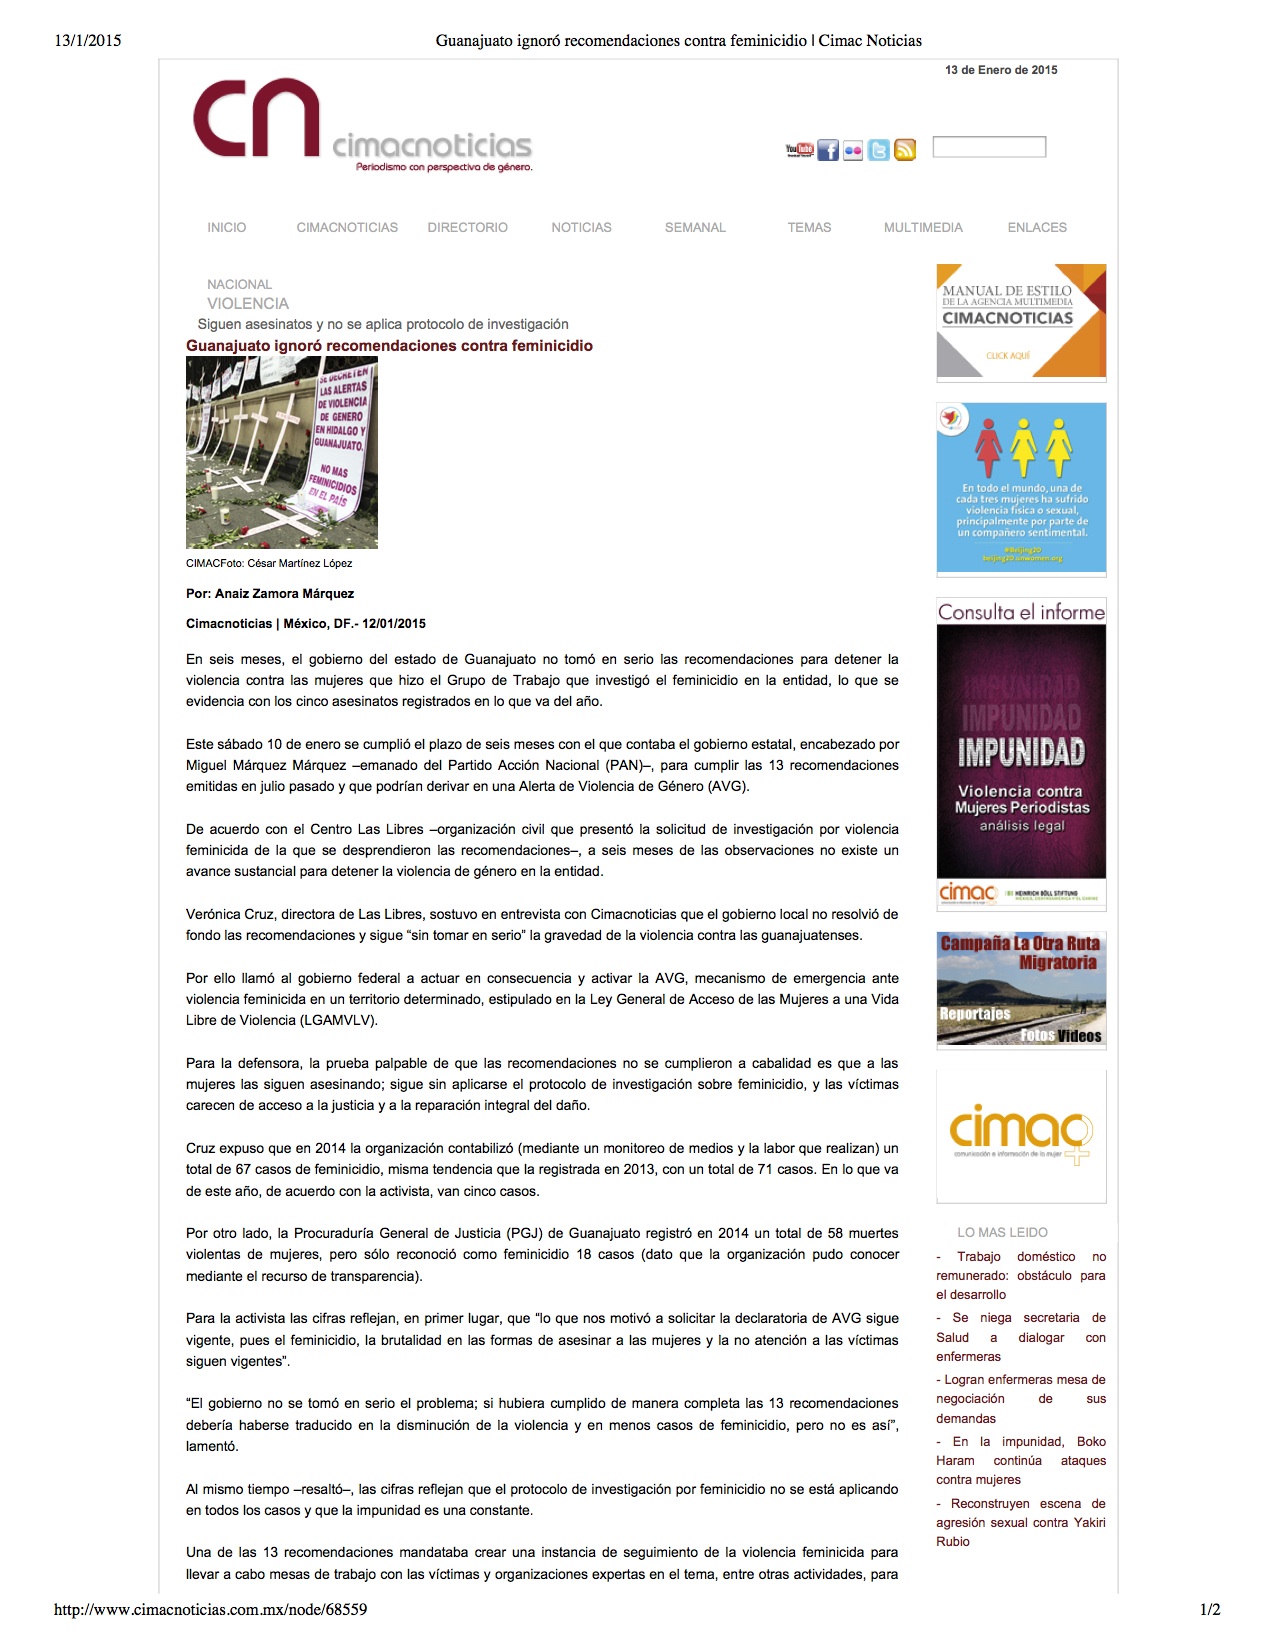 13/1/2015
Guanajuato ignoró recomendaciones contra feminicidio | Cimac Noticias
13 de Enero de 2015
cn cimacnoticias
Periodismo con perspectiva de género.
You Tube
INICIO CIMACNOTICIAS DIRECTORIO NOTICIAS SEMANAL TEMAS MULTIMEDIA ENLACES
NACIONAL
VIOLENCIA
Siguen asesinatos y no se aplica protocolo de investigación
Guanajuato ignoró recomendaciones contra feminicidio
SE DECRETEN
LAS ALERTAS
DE VIOLENCIA
DE GENERO
EN HIDALGO Y
GUANAJUATO.
NO MAS
FEMINICIDIOS
EN EL PAÍS
CIMACFoto: César Martínez López
Por: Anaiz Zamora Márquez
Cimacnoticias | México, DF.- 12/01/2015
En seis meses, el gobierno del estado de Guanajuato no tomó en serio las recomendaciones para detener la
violencia contra las mujeres que hizo el Grupo de Trabajo que investigó el feminicidio en la entidad, lo que se
evidencia con los cinco asesinatos registrados en lo que va del año.
Este sábado 10 de enero se cumplió el plazo de seis meses con el que contaba el gobierno estatal, encabezado por
Miguel Márquez Márquez –emanado del Partido Acción Nacional (PAN)–, para cumplir las 13 recomendaciones
emitidas en julio pasado y que podrían derivar en una Alerta de Violencia de Género (AVG).
De acuerdo con el Centro Las Libres –organización civil que presentó la solicitud de investigación por violencia
feminicida de la que se desprendieron las recomendaciones–, a seis meses de las observaciones no existe un
avance sustancial para detener la violencia de género en la entidad.
Verónica Cruz, directora de Las Libres, sostuvo en entrevista con Cimacnoticias que el gobierno local no resolvió de
fondo las recomendaciones y sigue “sin tomar en serio” la gravedad de la violencia contra las guanajuatenses.
Por ello llamó al gobierno federal a actuar en consecuencia y activar la AVG, mecanismo de emergencia ante
violencia feminicida en un territorio determinado, estipulado en la Ley General de Acceso de las Mujeres a una Vida
Libre de Violencia (LGAMVLV).
Para la defensora, la prueba palpable de que las recomendaciones no se cumplieron a cabalidad es que a las
mujeres las siguen asesinando; sigue sin aplicarse el protocolo de investigación sobre feminicidio, y las víctimas
carecen de acceso a la justicia y a la reparación integral del daño.
Cruz expuso que en 2014 la organización contabilizó (mediante un monitoreo de medios y la labor que realizan) un
total de 67 casos de feminicidio, misma tendencia que la registrada en 2013, con un total de 71 casos. En lo que va
de este año, de acuerdo con la activista, van cinco casos.
Por otro lado, la Procuraduría General de Justicia (PGJ) de Guanajuato registró en 2014 un total de 58 muertes
violentas de mujeres, pero sólo reconoció como feminicidio 18 casos (dato que la organización pudo conocer
mediante el recurso de transparencia).
Para la activista las cifras reflejan, en primer lugar, que “lo que nos motivó a solicitar la declaratoria de AVG sigue
vigente, pues el feminicidio, la brutalidad en las formas de asesinar a las mujeres y la no atención a las víctimas
siguen vigentes”.
“El gobierno no se tomó en serio el problema; si hubiera cumplido de manera completa las 13 recomendaciones
debería haberse traducido en la disminución de la violencia y en menos casos de feminicidio, pero no es así”,
lamentó.
Al mismo tiempo –resaltó–, las cifras reflejan que el protocolo de investigación por feminicidio no se está aplicando
en todos los casos y que la impunidad es una constante.
Una de las 13 recomendaciones mandataba crear una instancia de seguimiento de la violencia feminicida para
llevar a cabo mesas de trabajo con las víctimas y organizaciones expertas en el tema, entre otras actividades, para
MANUAL DE ESTILO
DE LA AGENCIA MULTIMEDIA
CIMACNOTICIAS
CLICK AQUÍ
En todo el mundo, una de
cada tres mujeres ha sufrido
violencia física o sexual,
principalmente por parte de
un compañero sentimental.
#Beijing20
beijing20.unwomen.org
Consulta el informe
IMPUNIDAD
IMPUNIDAD
IMPUNIDAD
Violencia contra
Mujeres Periodistas
análisis legal
cimac
HEINRICH BÖLL STIFTUNG
MÉXICO, CENTROAMÉRICA Y EL CARIBE
Campaña La Otra Ruta
Migratoria
Reportajes
Fotos Videos
cimac
comunicación e información de la mujer
LO MAS LEIDO
- Trabajo doméstico no
remunerado: obstáculo para
el desarrollo
- Se niega secretaria de
Salud a dialogar con
enfermeras
- Logran enfermeras mesa de
negociación de sus
demandas
- En la impunidad, Boko
Haram continúa ataques
contra mujeres
- Reconstruyen escena de
agresión sexual contra Yakiri
Rubio
http://www.cimacnoticias.com.mx/node/68559
1/2